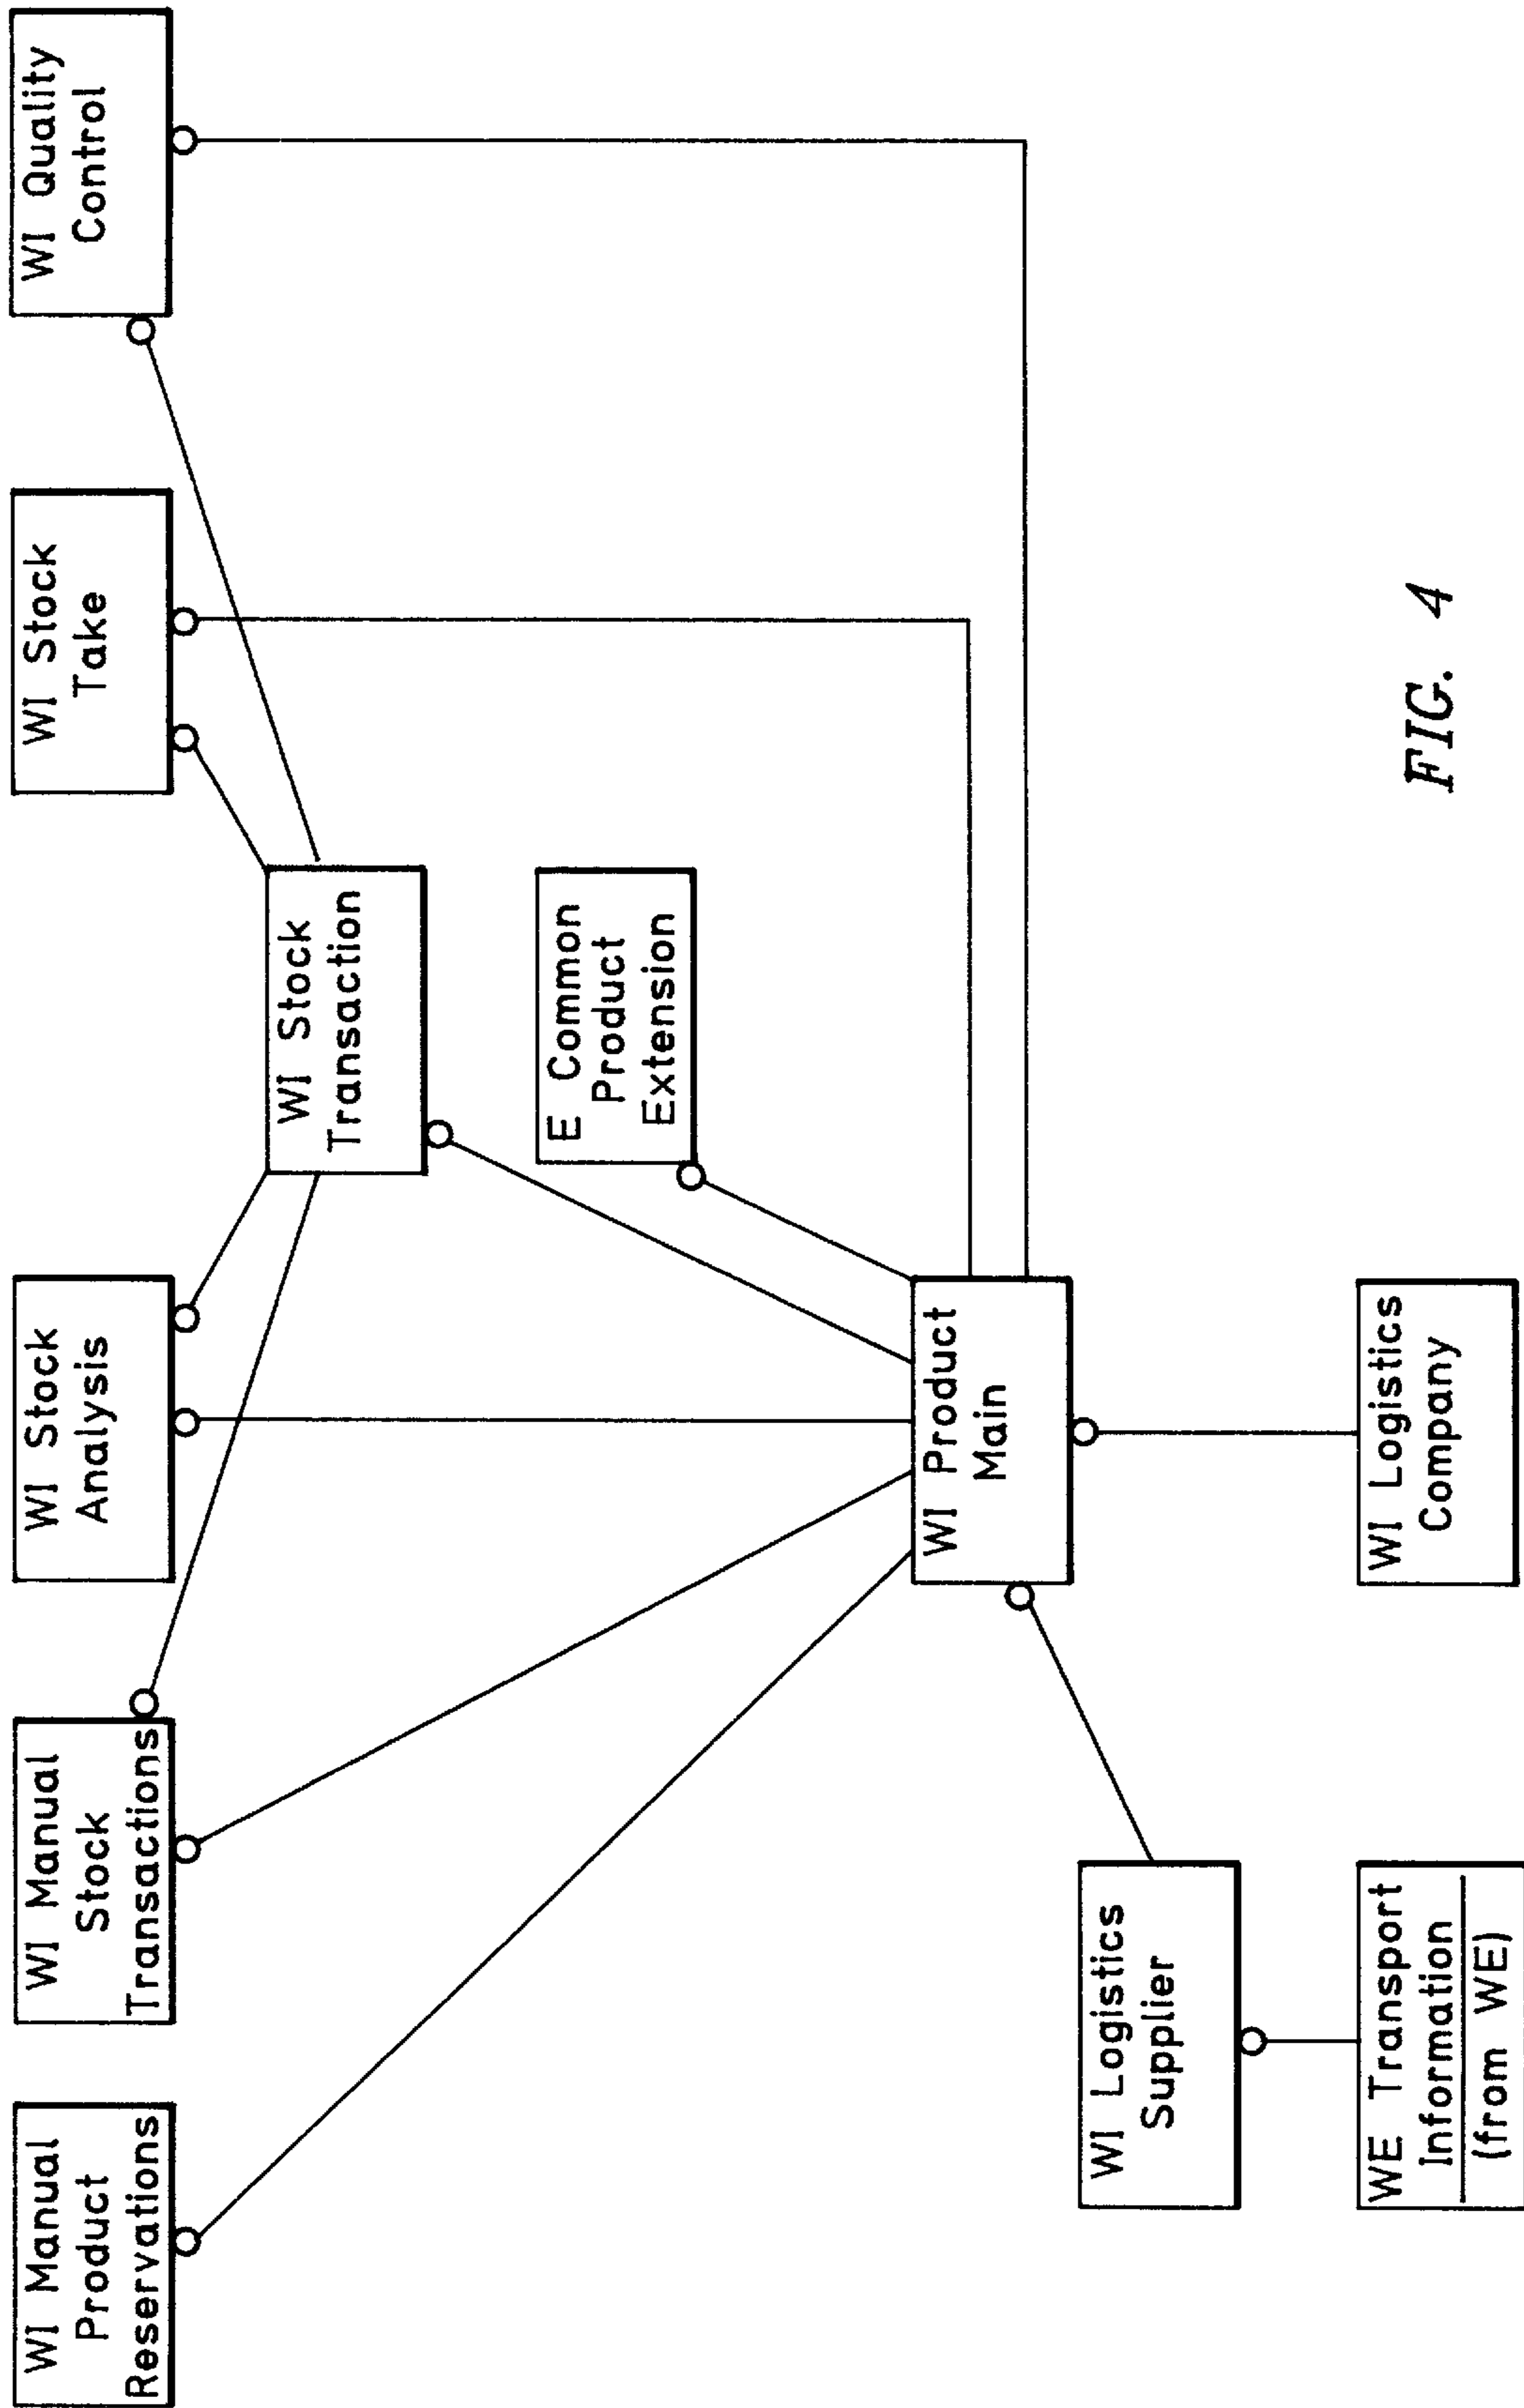 WI Manual
Product
Reservations
WI Manual
Stock
Transactions
WI Stock
Analysis
WI Stock
Take
WI Quality
Control
WI Stock
Transaction
E Common
Product
Extension
WI Product
Main
WI Logistics
Supplier
WE Transport
Information
(from WE)
WI Logistics
Company
FIG. 4